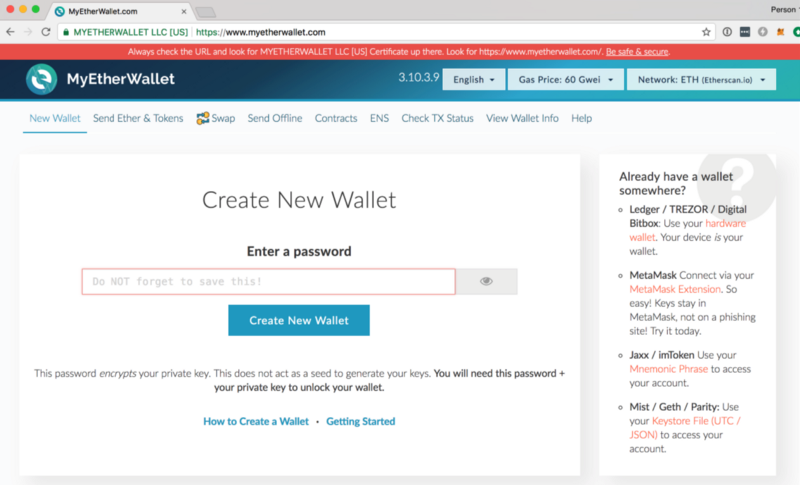 MyEtherWallet.com
Person
MYETHERWALLET LLC [US] https://www.myetherwallet.com
Always check the URL and look for MYETHERWALLET LLC [US] Certificate up there. Look for https://www.myetherwallet.com/. Be safe & secure.
MyEtherWallet
3.10.3.9
English
Gas Price: 60 Gwei
Network: ETH (Etherscan.io)
New Wallet Send Ether & Tokens Swap Send Offline Contracts ENS Check TX Status View Wallet Info Help
Create New Wallet
Enter a password
Do NOT forget to save this!
Create New Wallet
This password encrypts your private key. This does not act as a seed to generate your keys. You will need this password +
your private key to unlock your wallet.
How to Create a Wallet · Getting Started
?
Already have a wallet
somewhere?
Ledger / TREZOR / Digital
Bitbox: Use your hardware
wallet. Your device is your
wallet.
MetaMask Connect via your
MetaMask Extension. So
easy! Keys stay in
MetaMask, not on a phishing
site! Try it today.
Jaxx / imToken Use your
Mnemonic Phrase to access
your account.
Mist / Geth / Parity: Use
your Keystore File (UTC /
JSON) to access your
account.